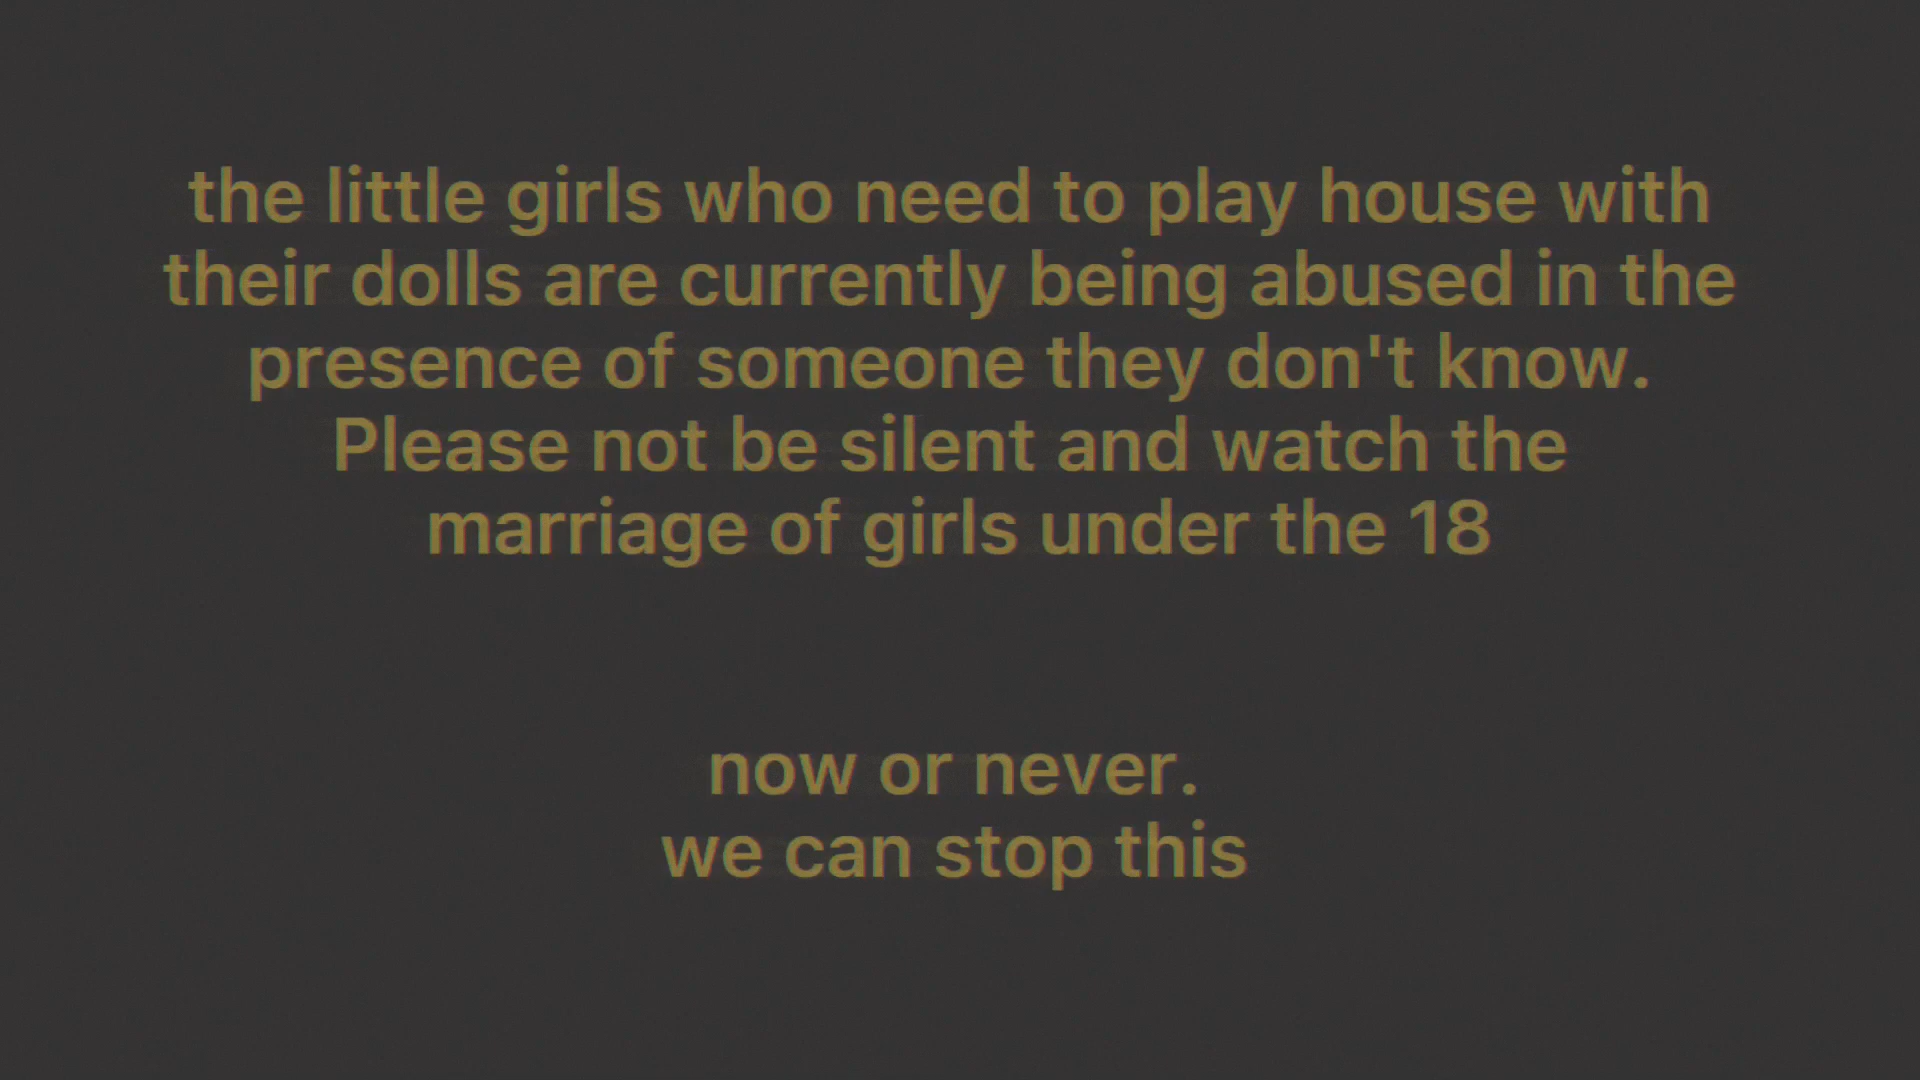 the little girls who need to play house with
their dolls are currently being abused in the
presence of someone they don't know.
Please not be silent and watch the
marriage of girls under the 18
now or never.
we can stop this